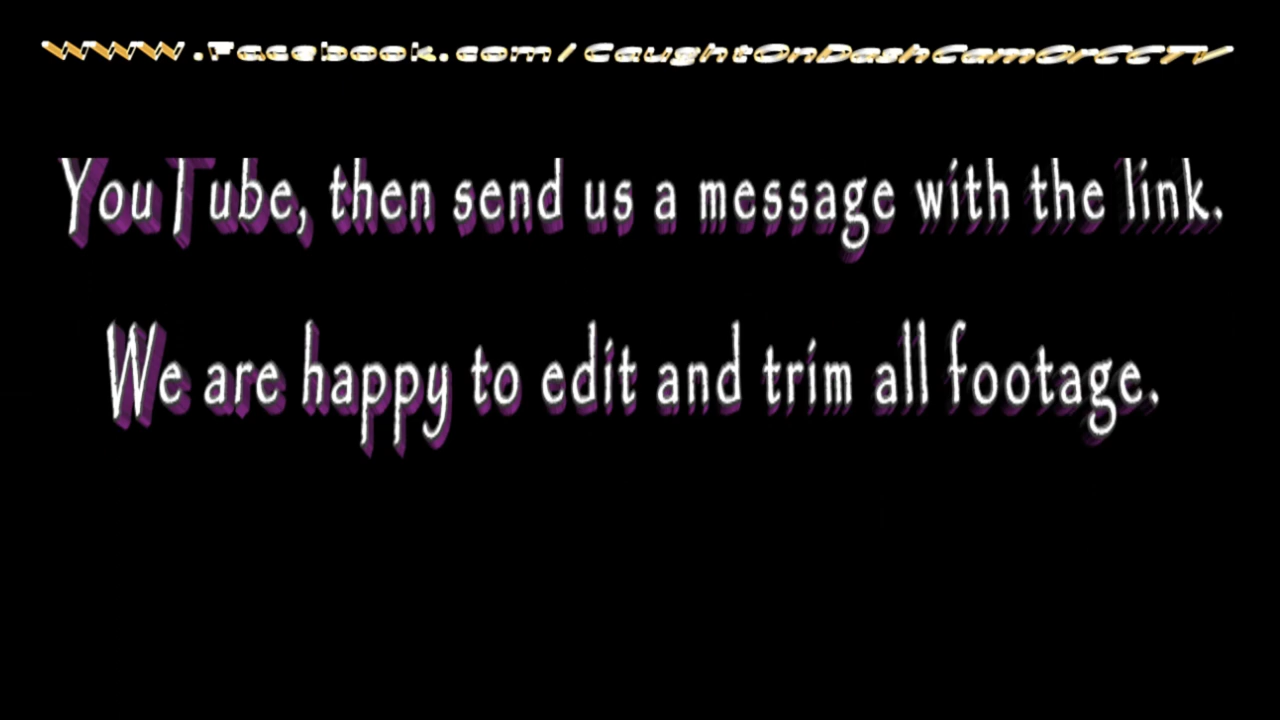 WWW.Facebook.com/CaughtOnDashCamOrCCTV
YouTube, then send us a message with the link.
We are happy to edit and trim all footage.